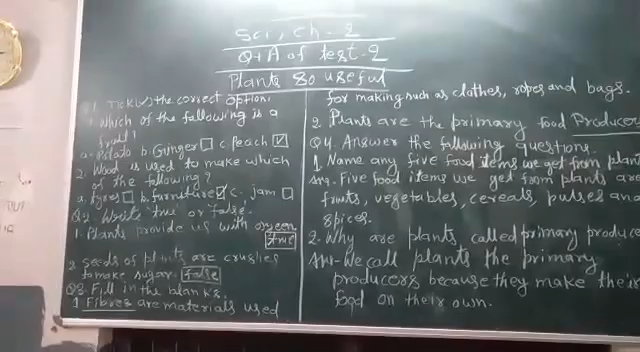 Sci, ch-2
Q+A of test-2
Plants so useful
Q1. Tick(✓) the correct option.
1. Which of the following is a
fruit?
a. Potato b. Ginger ☐ c. Peach ☑
2. Wood is used to make which
of the following?
a. tyres ☐ b. furniture ☑ c. jam ☐
Q2. Write true or false.
1. Plants provide us with oxygen
true
2. seeds of plants are crushed
to make sugar. false
Q3. Fill in the blanks.
1. Fibres are materials used
for making such as clothes, ropes and bags.
2. Plants are the primary food Producer
Q4. Answer the following questions.
1. Name any five food items we get from plant
Ans- Five food items we get from plants are
fruits, vegetables, cereals, pulses and
spices.
2. Why are plants, called primary produce
Ans- We call plants the primary
producers because they make their
food on their own.